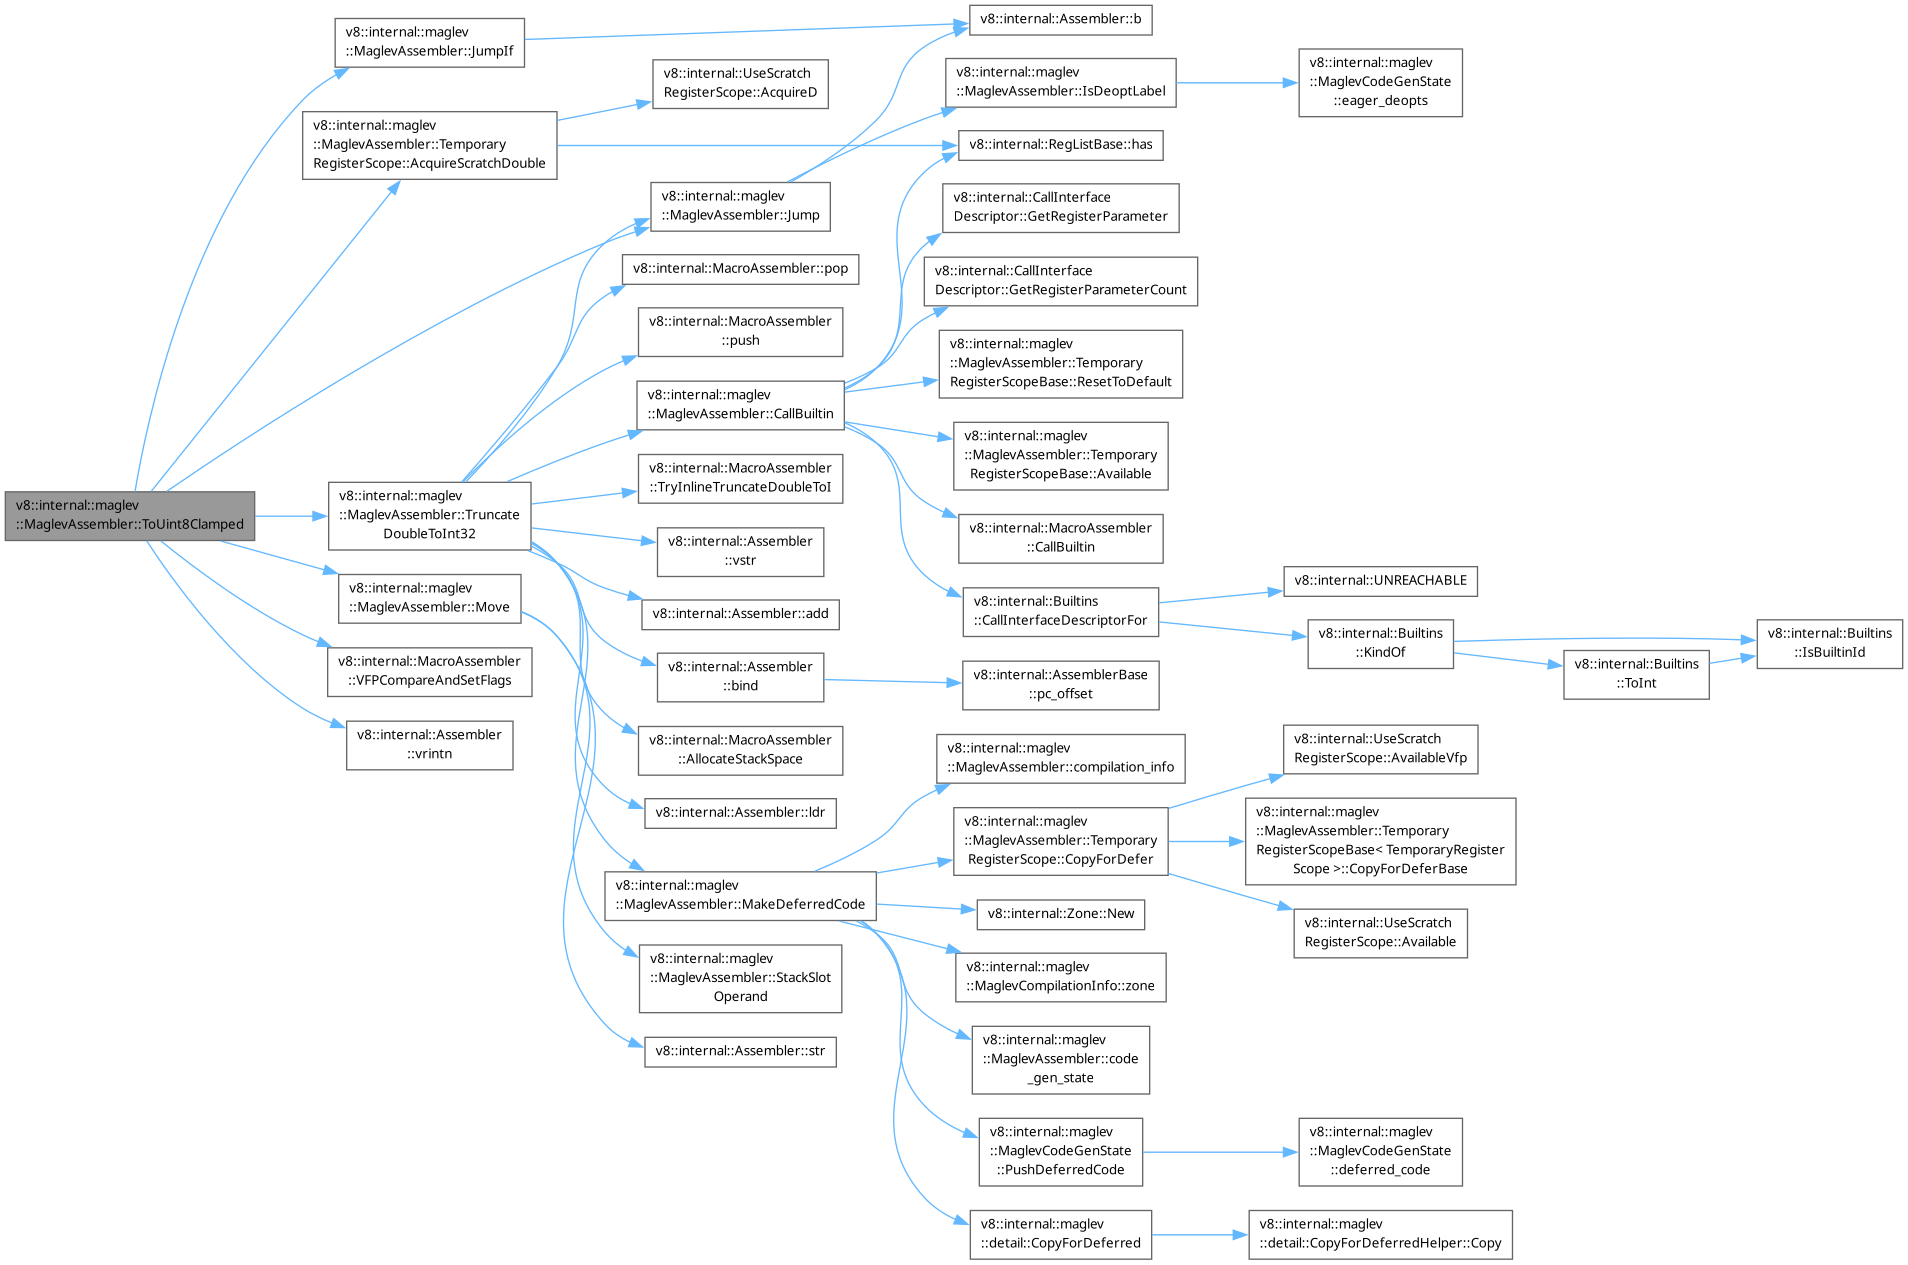 v8::internal::maglev
::MaglevAssembler::ToUint8Clamped
v8::internal::maglev
::MaglevAssembler::JumpIf
v8::internal::maglev
::MaglevAssembler::Temporary
RegisterScope::AcquireScratchDouble
v8::internal::maglev
::MaglevAssembler::Truncate
DoubleToInt32
v8::internal::maglev
::MaglevAssembler::Move
v8::internal::MacroAssembler
::VFPCompareAndSetFlags
v8::internal::Assembler
::vrintn
v8::internal::UseScratch
RegisterScope::AcquireD
v8::internal::maglev
::MaglevAssembler::Jump
v8::internal::MacroAssembler::pop
v8::internal::MacroAssembler
::push
v8::internal::maglev
::MaglevAssembler::CallBuiltin
v8::internal::MacroAssembler
::TryInlineTruncateDoubleToI
v8::internal::Assembler
::vstr
v8::internal::Assembler::add
v8::internal::Assembler
::bind
v8::internal::MacroAssembler
::AllocateStackSpace
v8::internal::Assembler::ldr
v8::internal::maglev
::MaglevAssembler::MakeDeferredCode
v8::internal::maglev
::MaglevAssembler::StackSlot
Operand
v8::internal::Assembler::str
v8::internal::Assembler::b
v8::internal::maglev
::MaglevAssembler::IsDeoptLabel
v8::internal::RegListBase::has
v8::internal::CallInterface
Descriptor::GetRegisterParameter
v8::internal::CallInterface
Descriptor::GetRegisterParameterCount
v8::internal::maglev
::MaglevAssembler::Temporary
RegisterScopeBase::ResetToDefault
v8::internal::maglev
::MaglevAssembler::Temporary
RegisterScopeBase::Available
v8::internal::MacroAssembler
::CallBuiltin
v8::internal::Builtins
::CallInterfaceDescriptorFor
v8::internal::AssemblerBase
::pc_offset
v8::internal::maglev
::MaglevAssembler::compilation_info
v8::internal::maglev
::MaglevAssembler::Temporary
RegisterScope::CopyForDefer
v8::internal::Zone::New
v8::internal::maglev
::MaglevCompilationInfo::zone
v8::internal::maglev
::MaglevAssembler::code
_gen_state
v8::internal::maglev
::MaglevCodeGenState
::PushDeferredCode
v8::internal::maglev
::detail::CopyForDeferred
v8::internal::maglev
::MaglevCodeGenState
::eager_deopts
v8::internal::UNREACHABLE
v8::internal::Builtins
::KindOf
v8::internal::UseScratch
RegisterScope::AvailableVfp
v8::internal::maglev
::MaglevAssembler::Temporary
RegisterScopeBase< TemporaryRegister
Scope >::CopyForDeferBase
v8::internal::UseScratch
RegisterScope::Available
v8::internal::maglev
::MaglevCodeGenState
::deferred_code
v8::internal::maglev
::detail::CopyForDeferredHelper::Copy
v8::internal::Builtins
::ToInt
v8::internal::Builtins
::IsBuiltinId